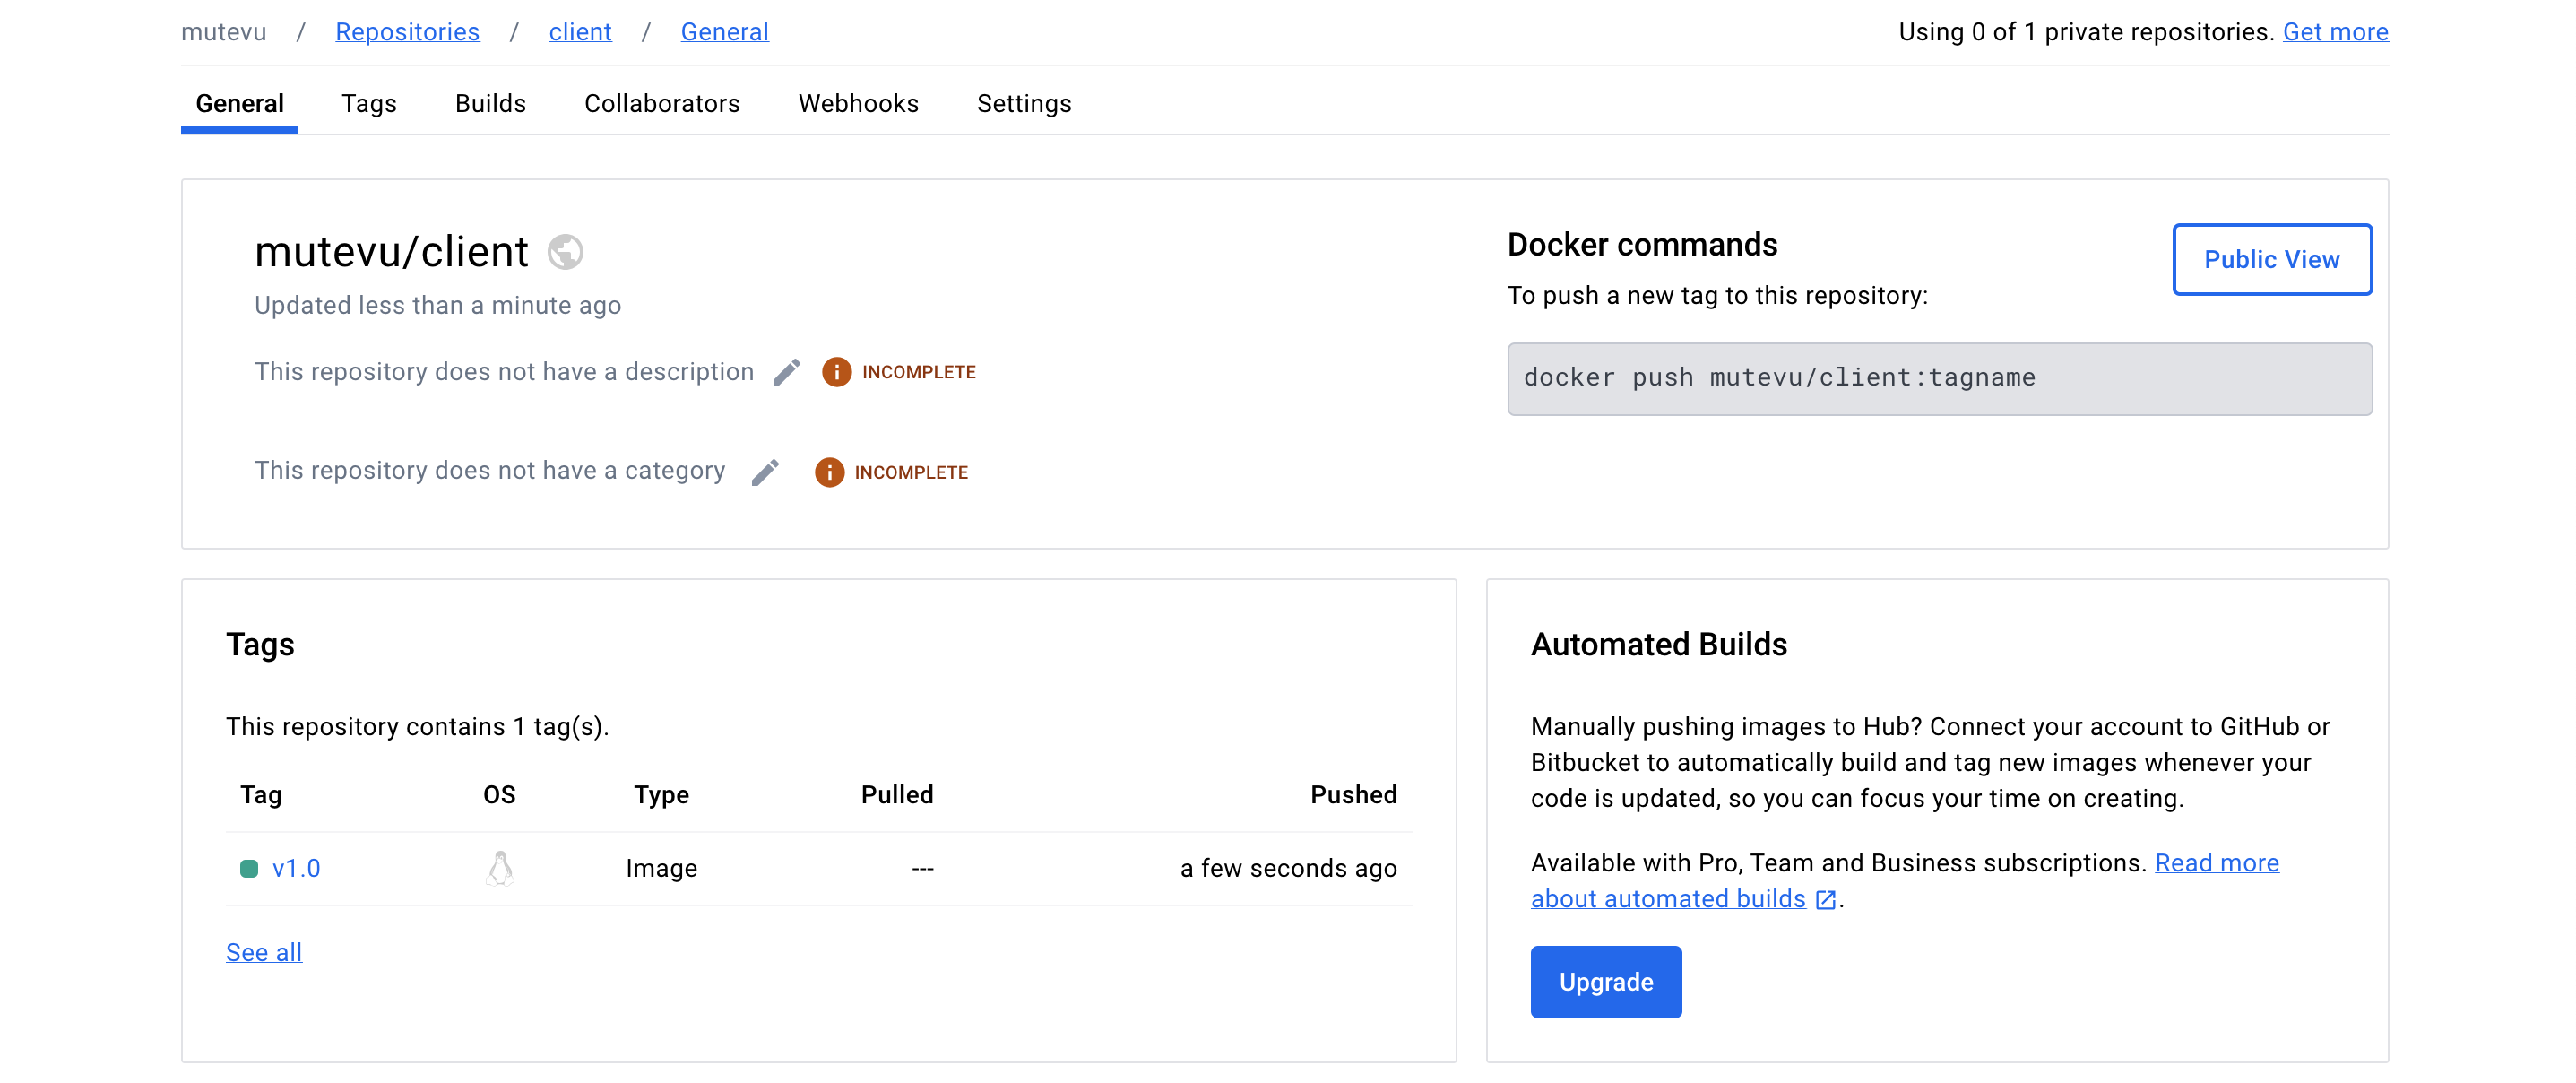 mutevu / Repositories / client / General
Using 0 of 1 private repositories. Get more
General Tags Builds Collaborators Webhooks Settings
mutevu/client
Updated less than a minute ago
This repository does not have a description INCOMPLETE
This repository does not have a category INCOMPLETE
Docker commands
Public View
To push a new tag to this repository:
docker push mutevu/client:tagname
Tags
This repository contains 1 tag(s).
Tag OS Type Pulled Pushed
v1.0 Image --- a few seconds ago
See all
Automated Builds
Manually pushing images to Hub? Connect your account to GitHub or
Bitbucket to automatically build and tag new images whenever your
code is updated, so you can focus your time on creating.
Available with Pro, Team and Business subscriptions. Read more
about automated builds.
Upgrade